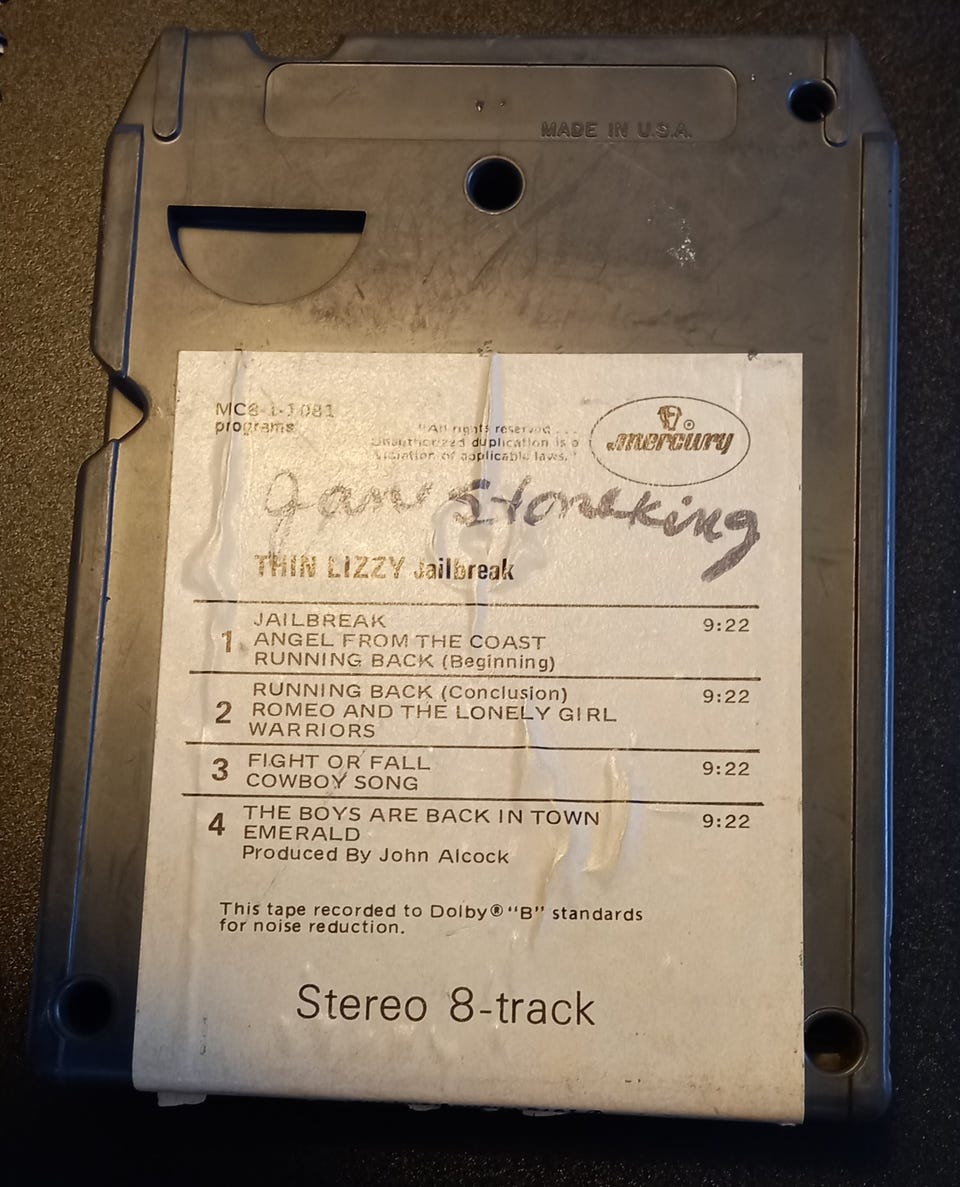 MADE IN U.S.A.
MC8-1-1081
programs
"All rights reserved . . .
Unauthorized duplication is a
violation of applicable laws."
mercury
Jane Stoneking
THIN LIZZY Jailbreak
1
JAILBREAK 9:22
ANGEL FROM THE COAST
RUNNING BACK (Beginning)
2
RUNNING BACK (Conclusion) 9:22
ROMEO AND THE LONELY GIRL
WARRIORS
3
FIGHT OR FALL 9:22
COWBOY SONG
4
THE BOYS ARE BACK IN TOWN 9:22
EMERALD
Produced By John Alcock
This tape recorded to Dolby® "B" standards
for noise reduction.
Stereo 8-track